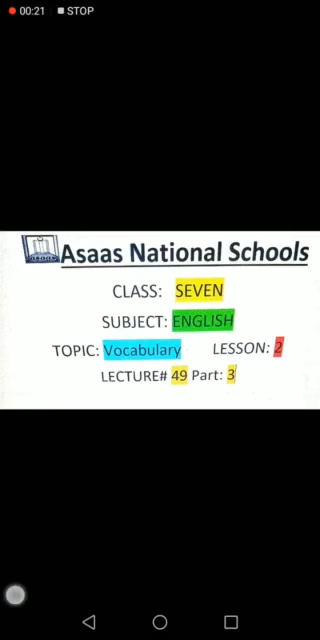 00:21 STOP
Asaas National Schools
CLASS: SEVEN
SUBJECT: ENGLISH
TOPIC: Vocabulary LESSON: 2
LECTURE# 49 Part: 3